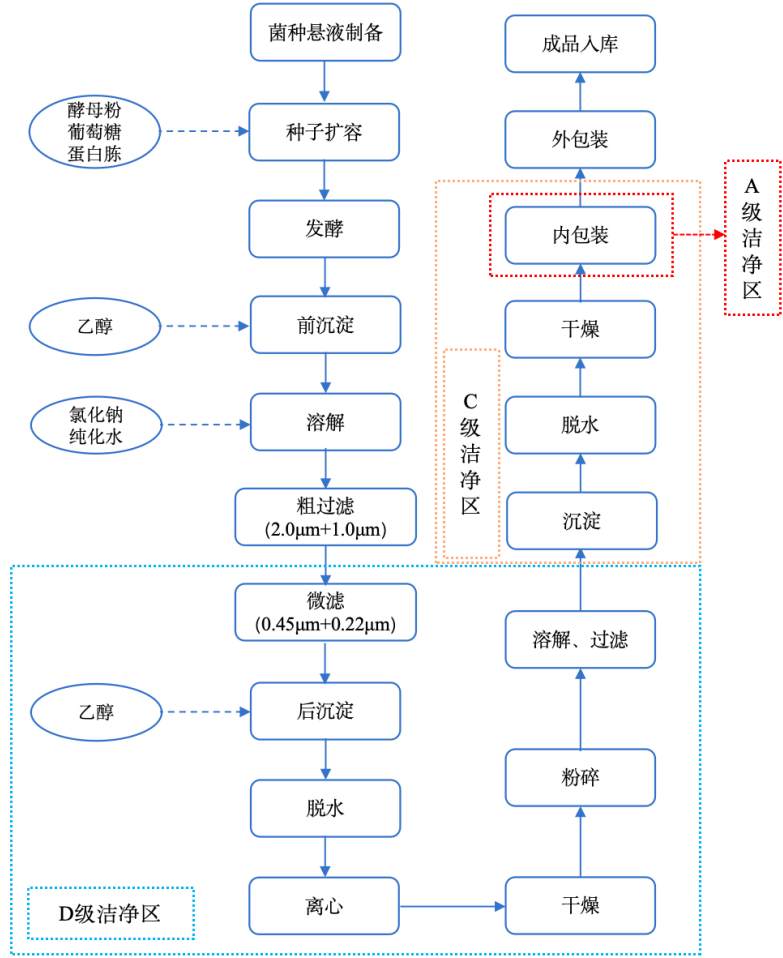 菌种悬液制备
酵母粉
葡萄糖
蛋白胨
种子扩容
发酵
乙醇
前沉淀
氯化钠
纯化水
溶解
粗过滤
(2.0μm+1.0μm)
微滤
(0.45μm+0.22μm)
乙醇
后沉淀
脱水
离心
D级洁净区
干燥
粉碎
溶解、过滤
沉淀
脱水
干燥
C
级
洁
净
区
内包装
A
级
洁
净
区
外包装
成品入库